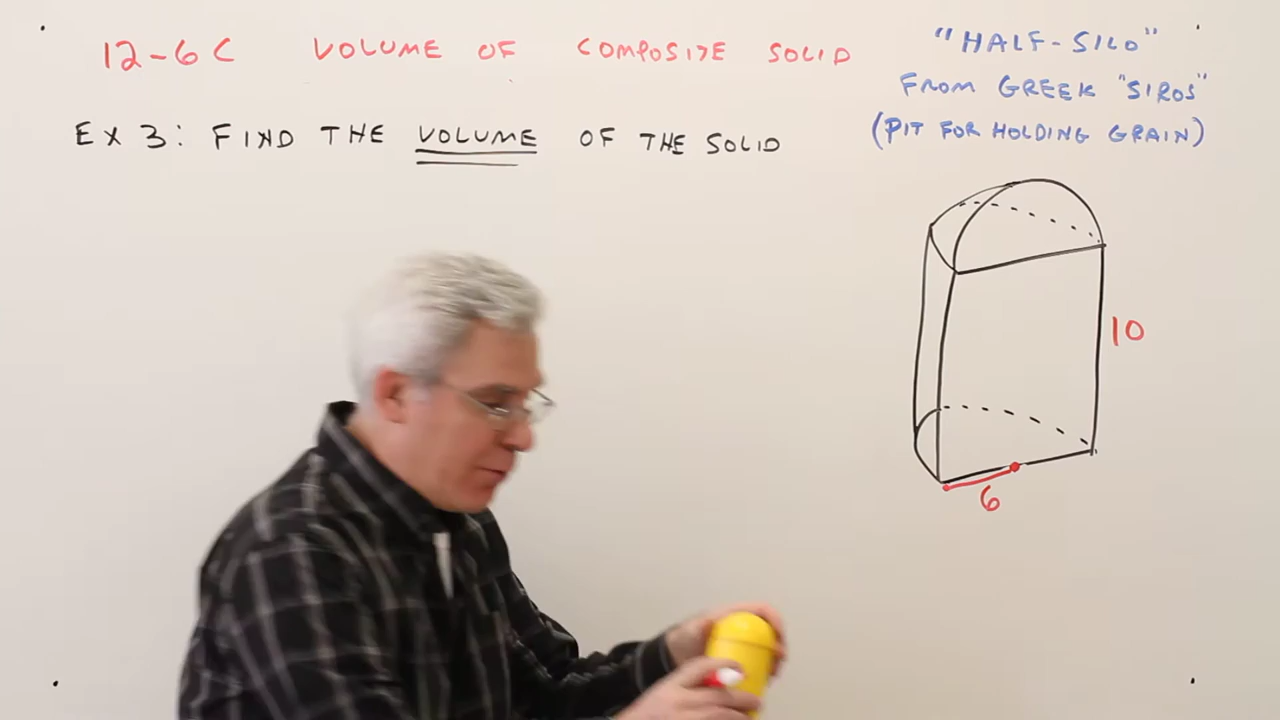 12-6C VOLUME OF COMPOSITE SOLID
"HALF-SILO"
FROM GREEK "SIROS"
(PIT FOR HOLDING GRAIN)
EX 3: FIND THE VOLUME OF THE SOLID
10
6